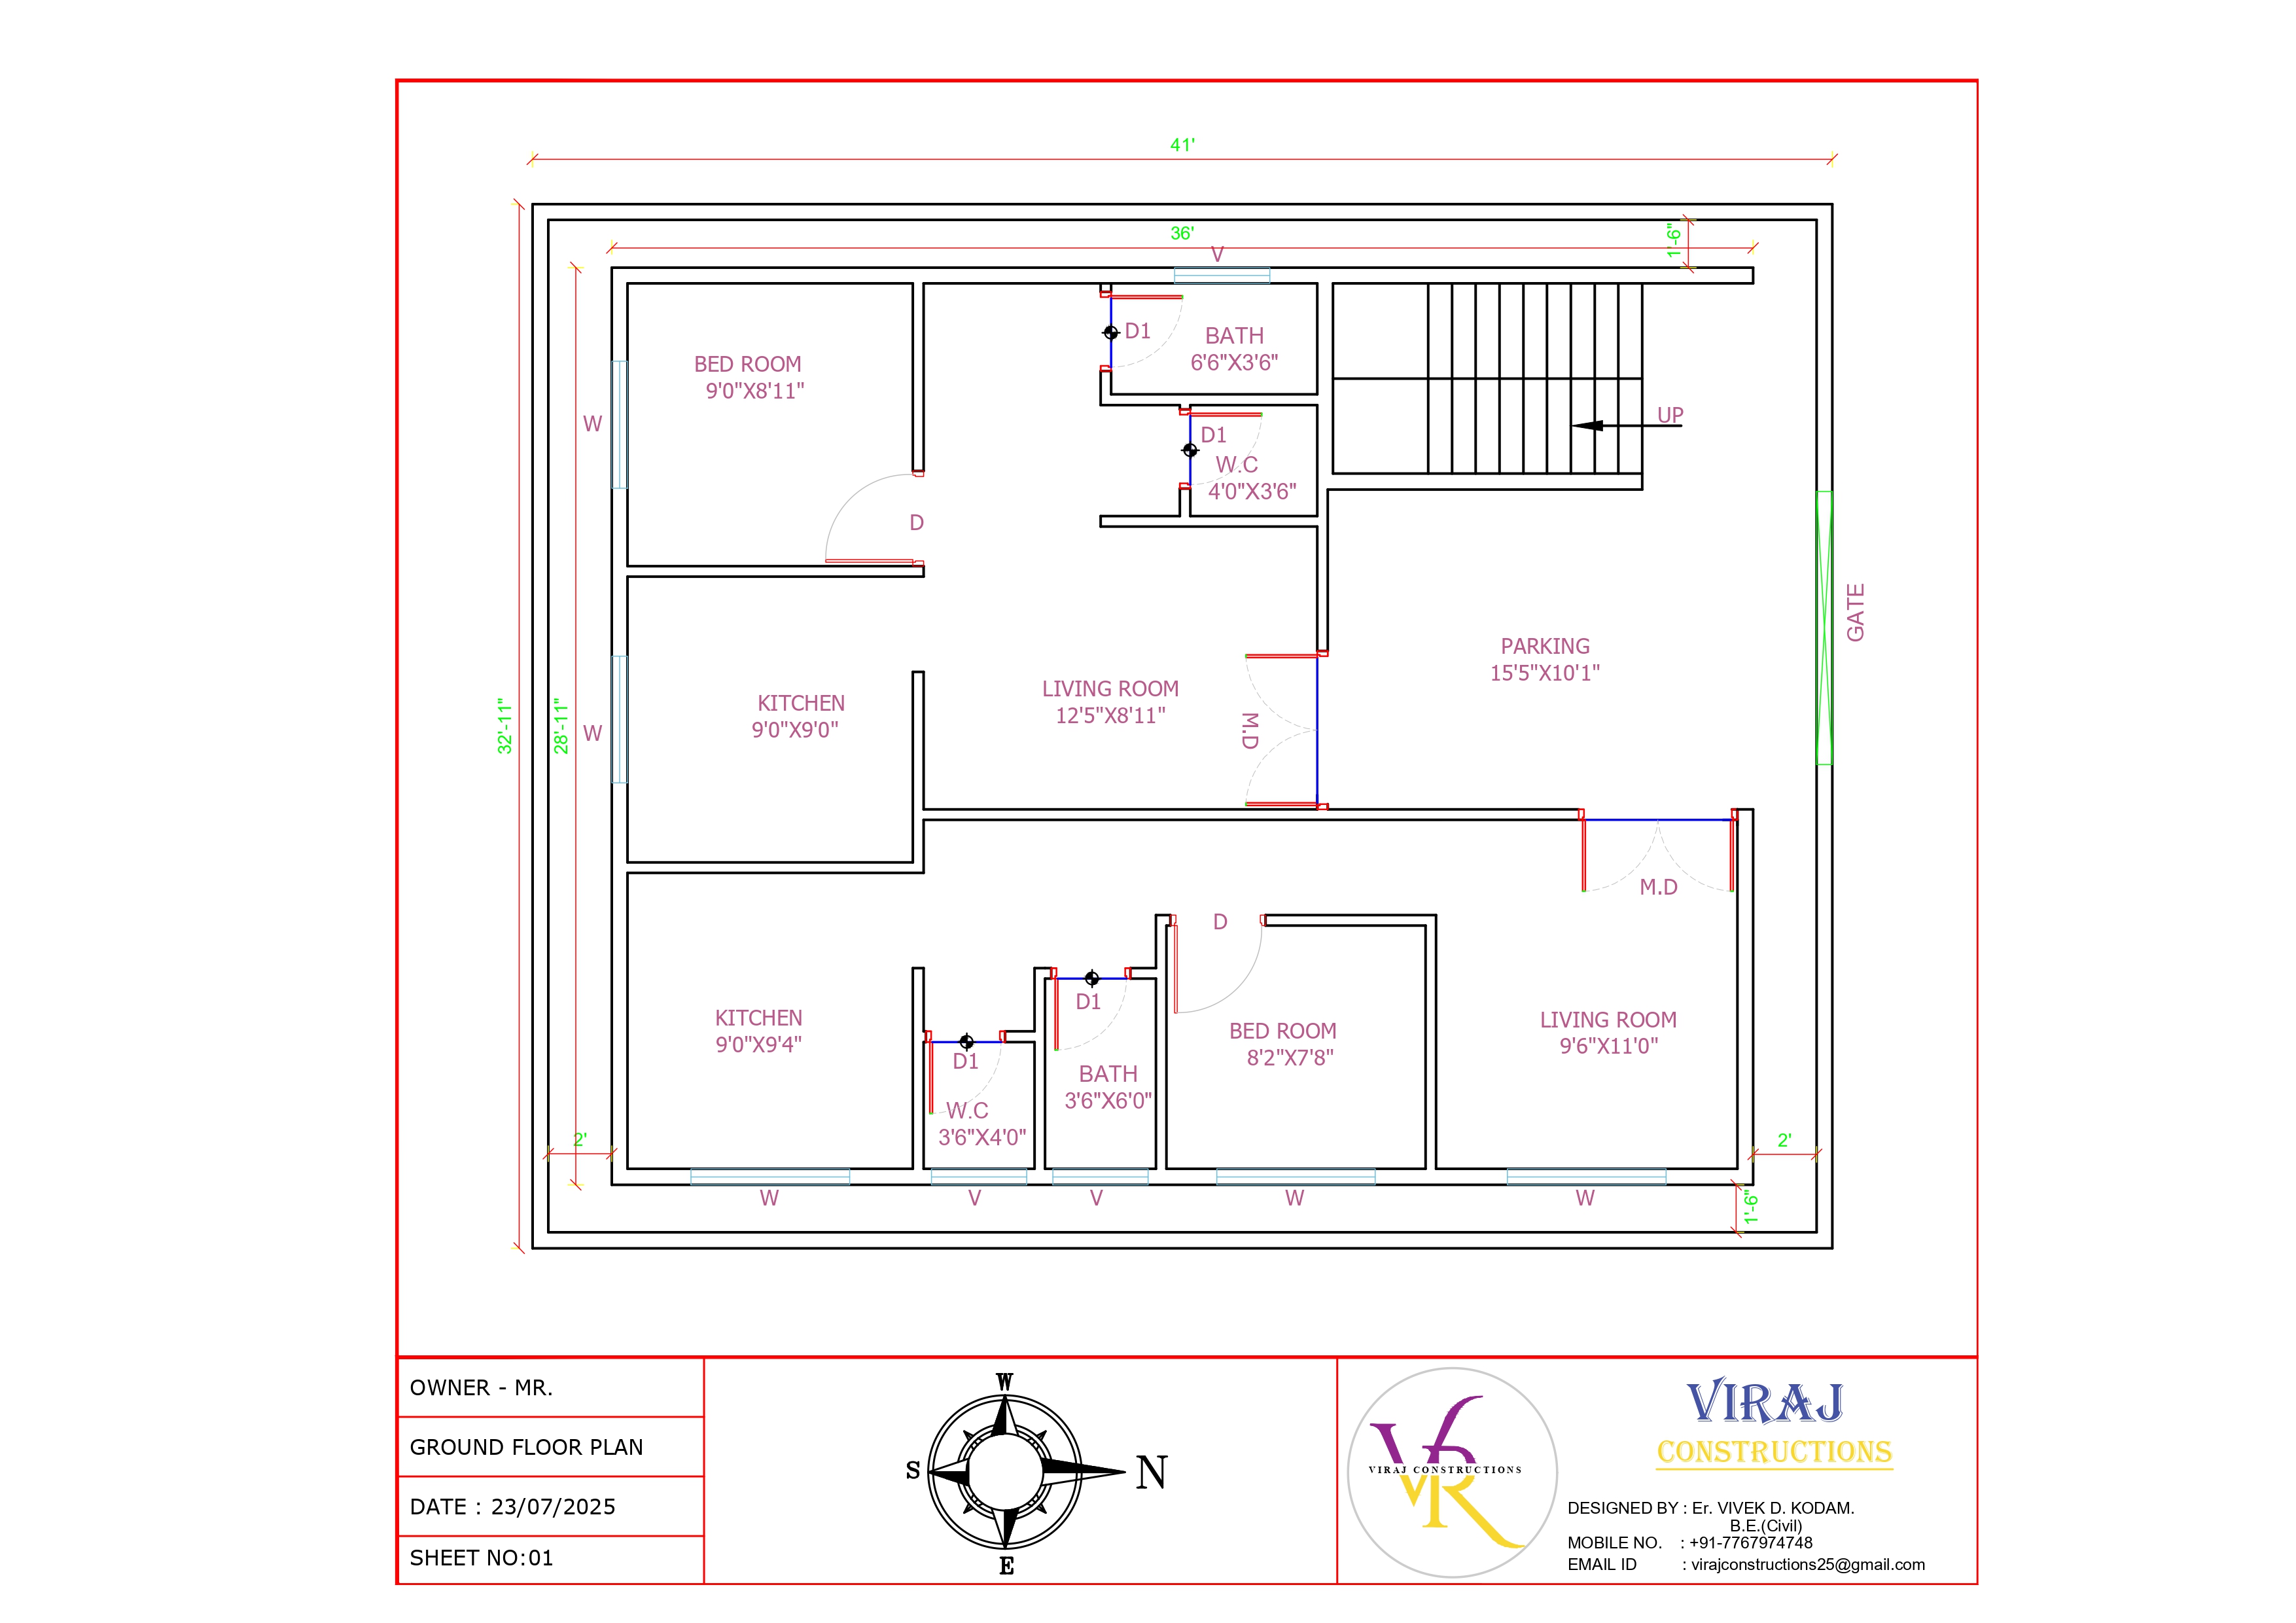 41'
36'
1'-6"
V
BED ROOM
9'0"X8'11"
D1
BATH
6'6"X3'6"
W
D1
W.C
4'0"X3'6"
UP
D
GATE
PARKING
15'5"X10'1"
KITCHEN
9'0"X9'0"
LIVING ROOM
12'5"X8'11"
M.D
32'-11"
28'-11"
W
M.D
D
D1
KITCHEN
9'0"X9'4"
BED ROOM
8'2"X7'8"
LIVING ROOM
9'6"X11'0"
D1
BATH
3'6"X6'0"
W.C
3'6"X4'0"
2'
2'
W
V
V
W
W
1'-6"
OWNER - MR.
GROUND FLOOR PLAN
DATE : 23/07/2025
SHEET NO:01
W
S
N
E
VR
VIRAJ CONSTRUCTIONS
VR
VIRAJ
CONSTRUCTIONS
DESIGNED BY : Er. VIVEK D. KODAM.
B.E.(Civil)
MOBILE NO. : +91-7767974748
EMAIL ID : virajconstructions25@gmail.com